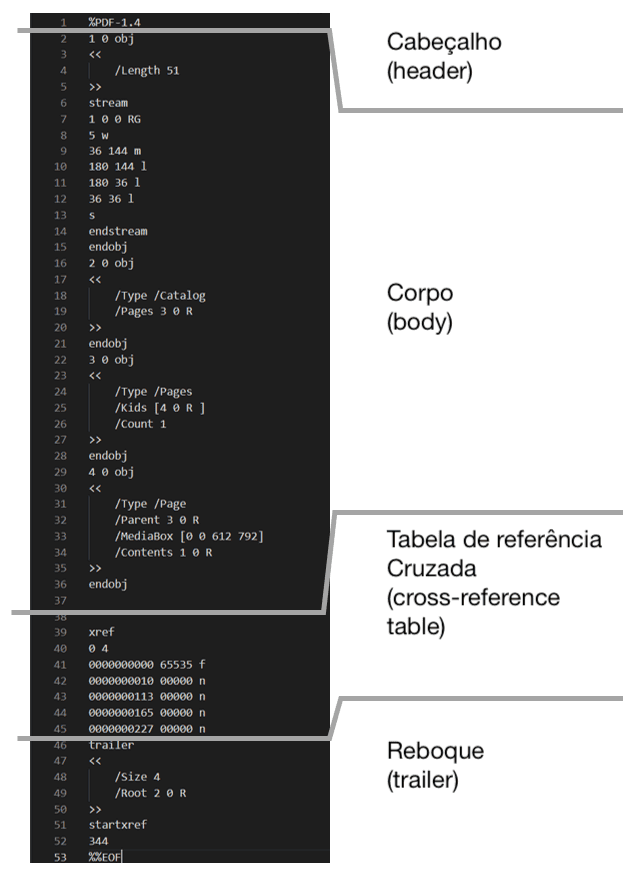 1 %PDF-1.4
2 1 0 obj
3 <<
4 /Length 51
5 >>
6 stream
7 1 0 0 RG
8 5 w
9 36 144 m
10 180 144 l
11 180 36 l
12 36 36 l
13 s
14 endstream
15 endobj
16 2 0 obj
17 <<
18 /Type /Catalog
19 /Pages 3 0 R
20 >>
21 endobj
22 3 0 obj
23 <<
24 /Type /Pages
25 /Kids [4 0 R ]
26 /Count 1
27 >>
28 endobj
29 4 0 obj
30 <<
31 /Type /Page
32 /Parent 3 0 R
33 /MediaBox [0 0 612 792]
34 /Contents 1 0 R
35 >>
36 endobj
37
38
39 xref
40 0 4
41 0000000000 65535 f
42 0000000010 00000 n
43 0000000113 00000 n
44 0000000165 00000 n
45 0000000227 00000 n
46 trailer
47 <<
48 /Size 4
49 /Root 2 0 R
50 >>
51 startxref
52 344
53 %%EOF
Cabeçalho
(header)
Corpo
(body)
Tabela de referência
Cruzada
(cross-reference
table)
Reboque
(trailer)